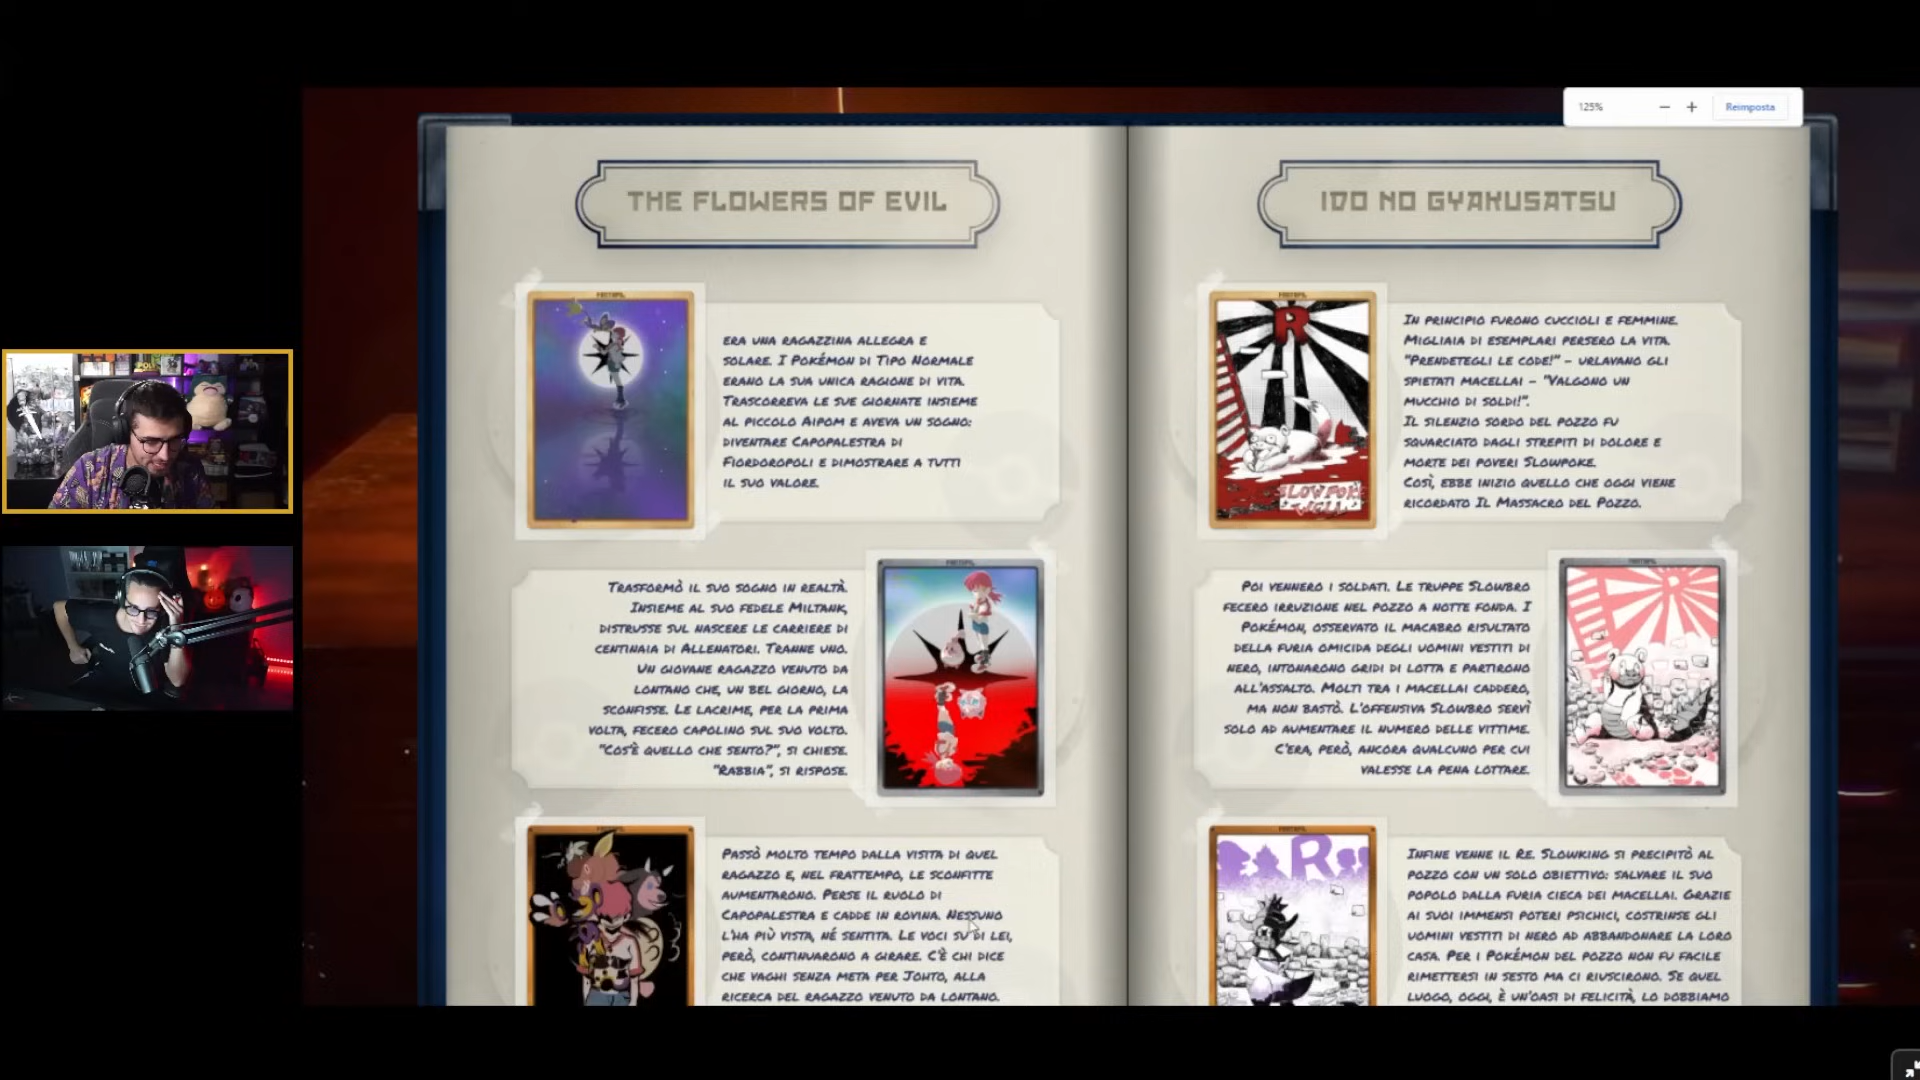 125%
Reimposta
THE FLOWERS OF EVIL
ERA UNA RAGAZZINA ALLEGRA E
SOLARE. I POKÉMON DI TIPO NORMALE
ERANO LA SUA UNICA RAGIONE DI VITA.
TRASCORREVA LE SUE GIORNATE INSIEME
AL PICCOLO AIPOM E AVEVA UN SOGNO:
DIVENTARE CAPOPALESTRA DI
FIORDOROPOLI E DIMOSTRARE A TUTTI
IL SUO VALORE.
TRASFORMÒ IL SUO SOGNO IN REALTÀ.
INSIEME AL SUO FEDELE MILTANK,
DISTRUSSE SUL NASCERE LE CARRIERE DI
CENTINAIA DI ALLENATORI. TRANNE UNO.
UN GIOVANE RAGAZZO VENUTO DA
LONTANO CHE, UN BEL GIORNO, LA
SCONFISSE. LE LACRIME, PER LA PRIMA
VOLTA, FECERO CAPOLINO SUL SUO VOLTO.
"COS'È QUELLO CHE SENTO?", SI CHIESE.
"RABBIA", SI RISPOSE.
PASSÒ MOLTO TEMPO DALLA VISITA DI QUEL
RAGAZZO E, NEL FRATTEMPO, LE SCONFITTE
AUMENTARONO. PERSE IL RUOLO DI
CAPOPALESTRA E CADDE IN ROVINA. NESSUNO
L'HA PIÙ VISTA, NÉ SENTITA. LE VOCI SU DI LEI,
PERÒ, CONTINUARONO A GIRARE. C'È CHI DICE
CHE VAGHI SENZA META PER JOHTO, ALLA
RICERCA DEL RAGAZZO VENUTO DA LONTANO.
IDO NO GYAKUSATSU
R
SLOWPOKE
WELL
IN PRINCIPIO FURONO CUCCIOLI E FEMMINE.
MIGLIAIA DI ESEMPLARI PERSERO LA VITA.
"PRENDETEGLI LE CODE!" – URLAVANO GLI
SPIETATI MACELLAI – "VALGONO UN
MUCCHIO DI SOLDI!".
IL SILENZIO SORDO DEL POZZO FU
SQUARCIATO DAGLI STREPITI DI DOLORE E
MORTE DEI POVERI SLOWPOKE.
COSÌ, EBBE INIZIO QUELLO CHE OGGI VIENE
RICORDATO IL MASSACRO DEL POZZO.
POI VENNERO I SOLDATI. LE TRUPPE SLOWBRO
FECERO IRRUZIONE NEL POZZO A NOTTE FONDA. I
POKÉMON, OSSERVATO IL MACABRO RISULTATO
DELLA FURIA OMICIDA DEGLI UOMINI VESTITI DI
NERO, INTONARONO GRIDI DI LOTTA E PARTIRONO
ALL'ASSALTO. MOLTI TRA I MACELLAI CADDERO,
MA NON BASTÒ. L'OFFENSIVA SLOWBRO SERVÌ
SOLO AD AUMENTARE IL NUMERO DELLE VITTIME.
C'ERA, PERÒ, ANCORA QUALCUNO PER CUI
VALESSE LA PENA LOTTARE.
R
R
INFINE VENNE IL RE. SLOWKING SI PRECIPITÒ AL
POZZO CON UN SOLO OBIETTIVO: SALVARE IL SUO
POPOLO DALLA FURIA CIECA DEI MACELLAI. GRAZIE
AI SUOI IMMENSI POTERI PSICHICI, COSTRINSE GLI
UOMINI VESTITI DI NERO AD ABBANDONARE LA LORO
CASA. PER I POKÉMON DEL POZZO NON FU FACILE
RIMETTERSI IN SESTO MA CI RIUSCIRONO. SE QUEL
LUOGO, OGGI, È UN'OASI DI FELICITÀ, LO DOBBIAMO